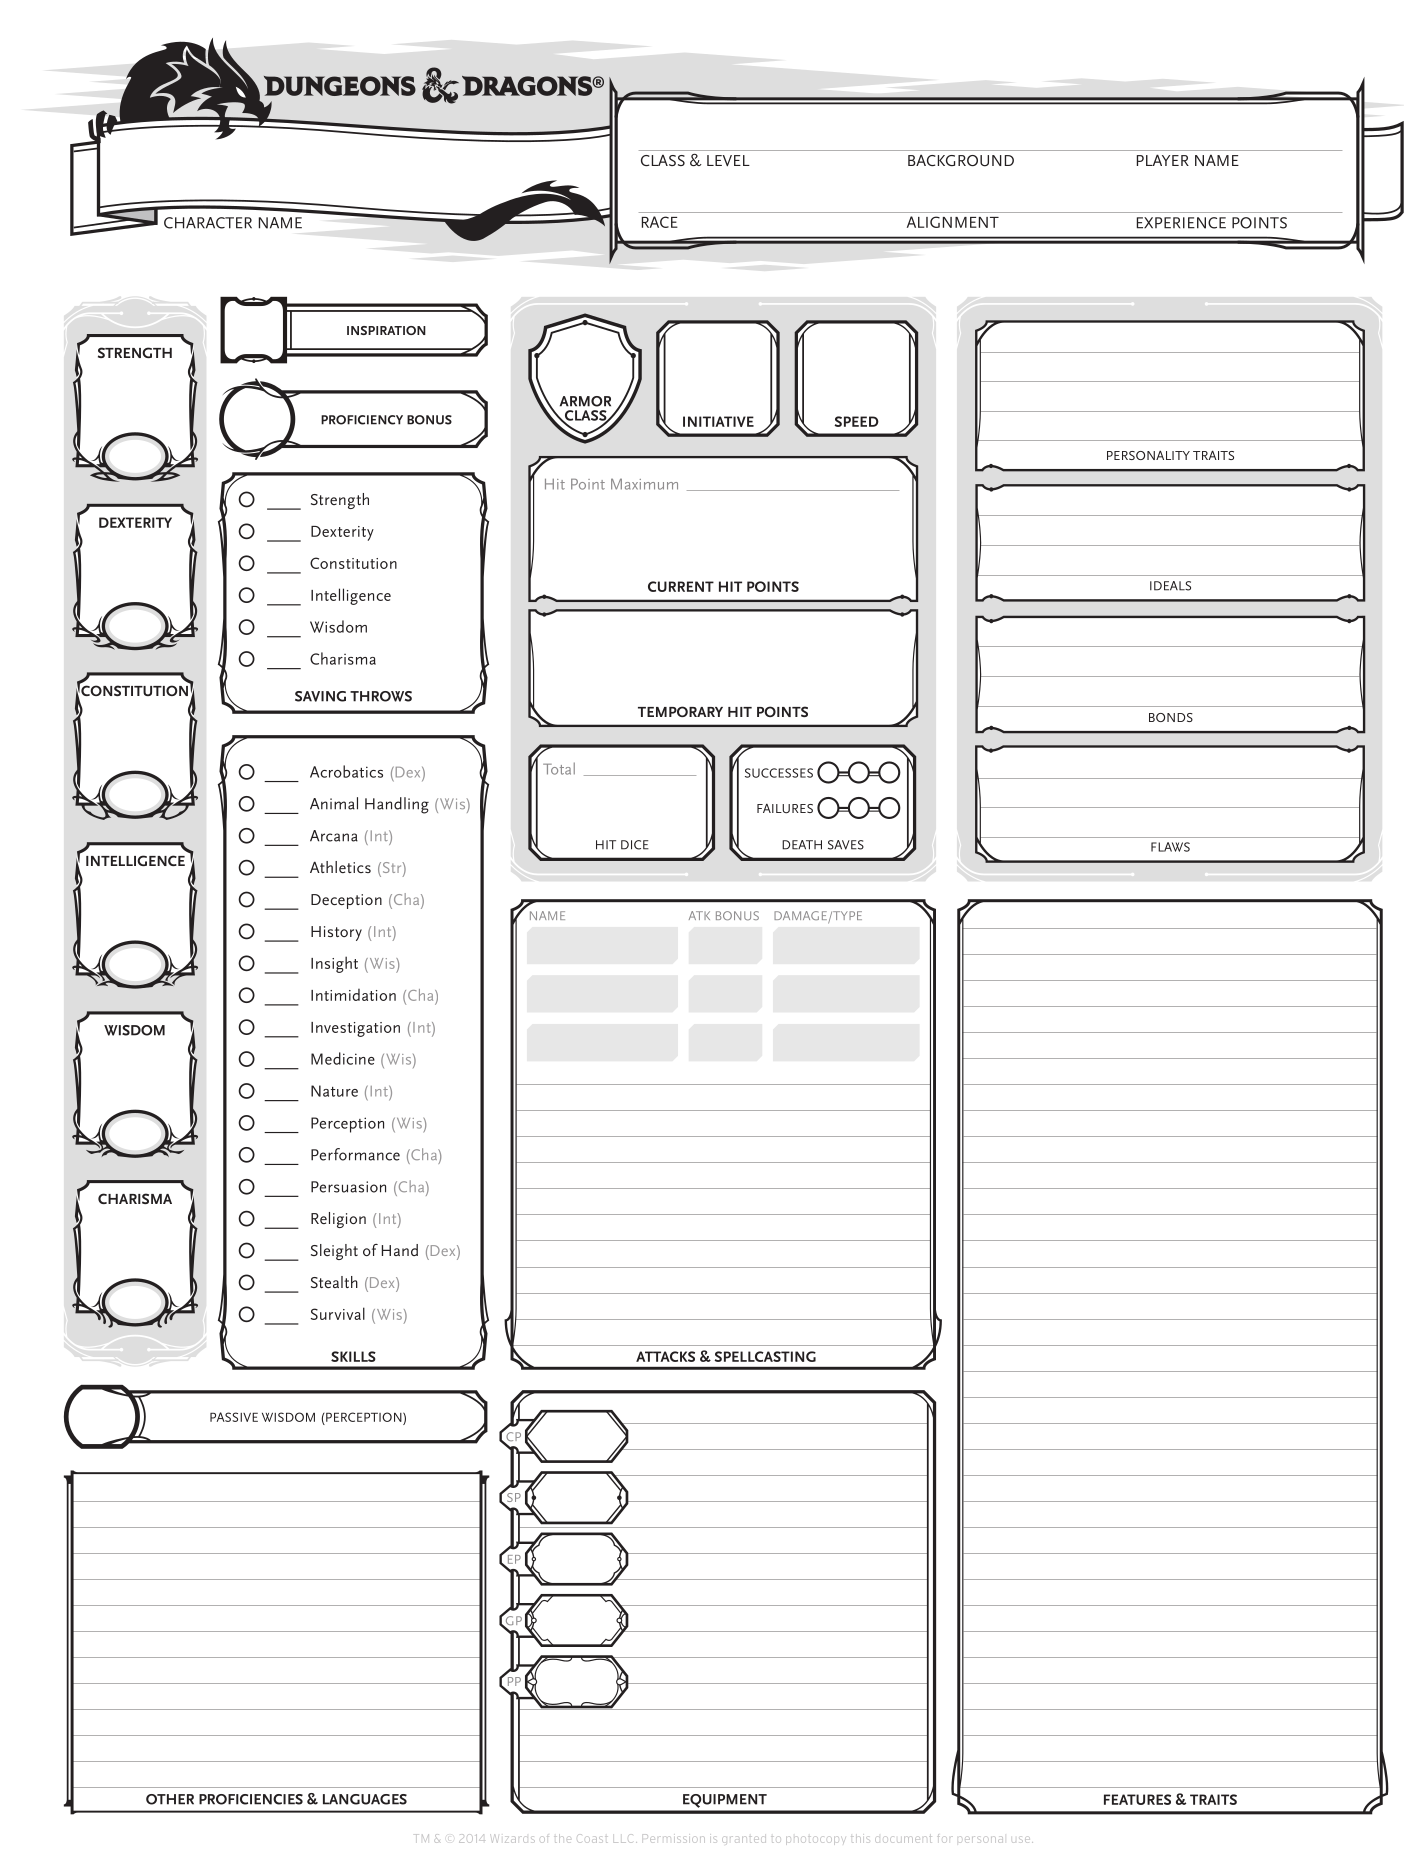 DUNGEONS & DRAGONS®
CLASS & LEVEL BACKGROUND PLAYER NAME
CHARACTER NAME
RACE ALIGNMENT EXPERIENCE POINTS
STRENGTH
DEXTERITY
CONSTITUTION
INTELLIGENCE
WISDOM
CHARISMA
INSPIRATION
PROFICIENCY BONUS
Strength
Dexterity
Constitution
Intelligence
Wisdom
Charisma
SAVING THROWS
Acrobatics (Dex)
Animal Handling (Wis)
Arcana (Int)
Athletics (Str)
Deception (Cha)
History (Int)
Insight (Wis)
Intimidation (Cha)
Investigation (Int)
Medicine (Wis)
Nature (Int)
Perception (Wis)
Performance (Cha)
Persuasion (Cha)
Religion (Int)
Sleight of Hand (Dex)
Stealth (Dex)
Survival (Wis)
SKILLS
PASSIVE WISDOM (PERCEPTION)
OTHER PROFICIENCIES & LANGUAGES
ARMOR
CLASS
INITIATIVE
SPEED
Hit Point Maximum
CURRENT HIT POINTS
TEMPORARY HIT POINTS
Total
HIT DICE
SUCCESSES
FAILURES
DEATH SAVES
NAME ATK BONUS DAMAGE/TYPE
ATTACKS & SPELLCASTING
CP
SP
EP
GP
PP
EQUIPMENT
PERSONALITY TRAITS
IDEALS
BONDS
FLAWS
FEATURES & TRAITS
TM & © 2014 Wizards of the Coast LLC. Permission is granted to photocopy this document for personal use.